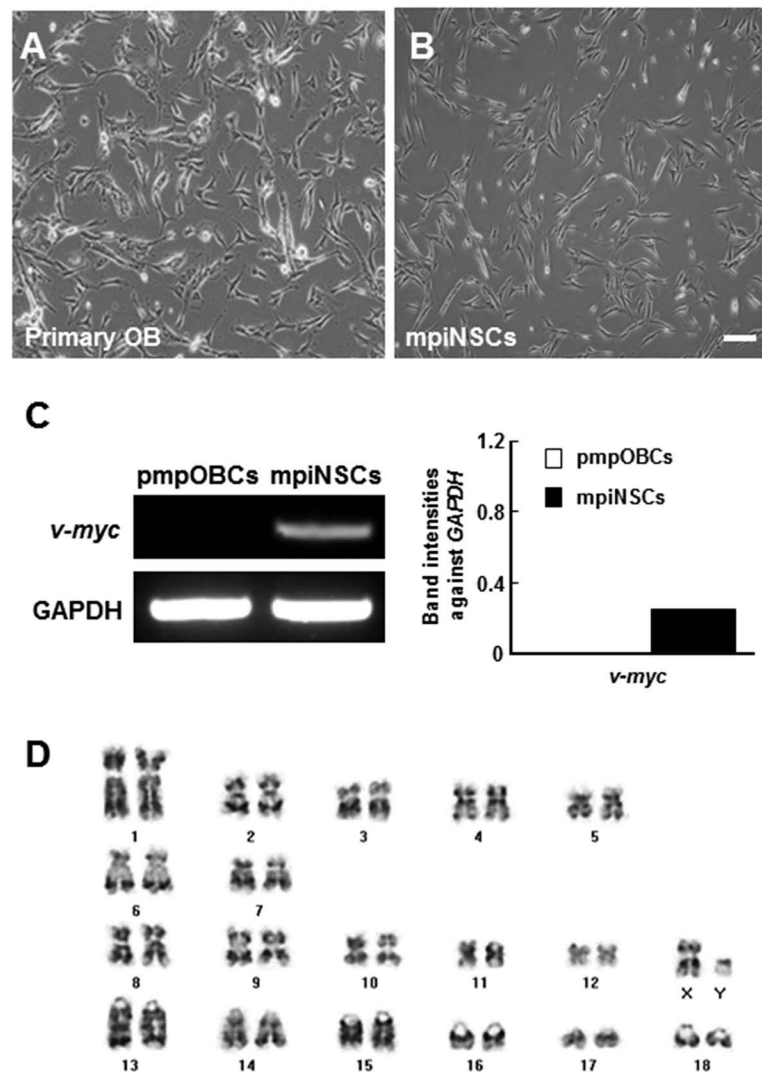 A
B
Primary OB
mpiNSCs
C
pmpOBCs mpiNSCs
v-myc
GAPDH
1.2
0.8
0.4
0
Band intensities
against GAPDH
pmpOBCs
mpiNSCs
v-myc
D
1 2 3 4 5
6 7
8 9 10 11 12 X Y
13 14 15 16 17 18